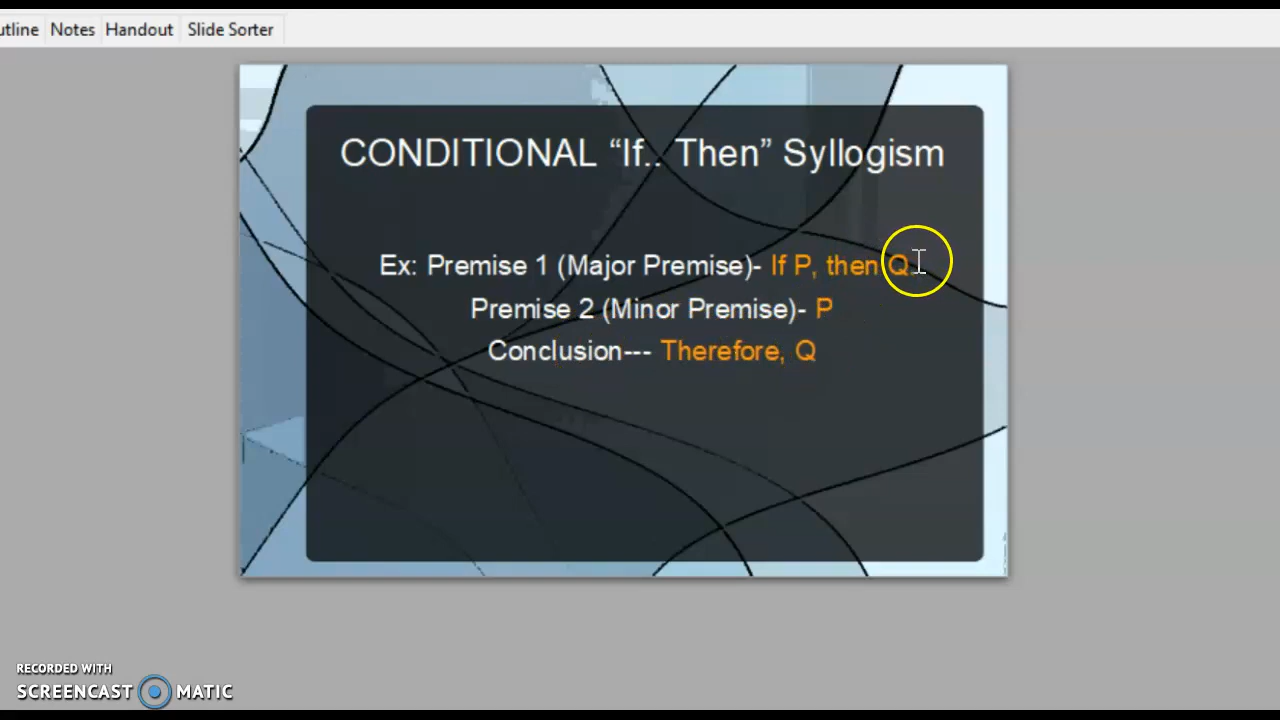 utline Notes Handout Slide Sorter
CONDITIONAL “If.. Then” Syllogism
Ex: Premise 1 (Major Premise)- If P, then Q.
Premise 2 (Minor Premise)- P
Conclusion--- Therefore, Q
RECORDED WITH
SCREENCAST MATIC